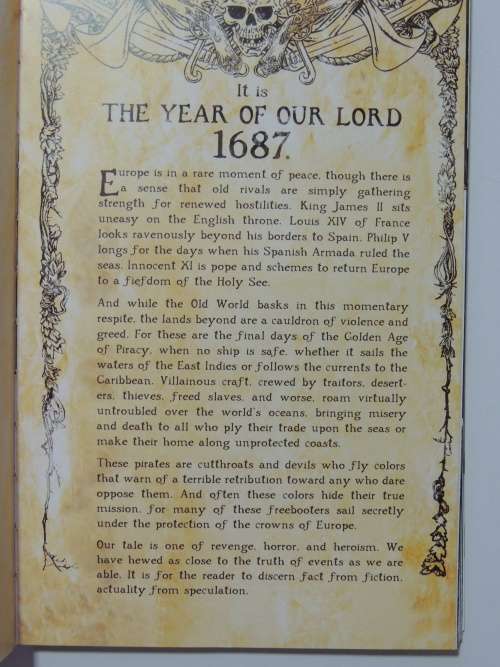 It is
THE YEAR OF OUR LORD
1687.
Europe is in a rare moment of peace, though there is
a sense that old rivals are simply gathering
strength for renewed hostilities. King James II sits
uneasy on the English throne. Louis XIV of France
looks ravenously beyond his borders to Spain. Philip V
longs for the days when his Spanish Armada ruled the
seas. Innocent XI is pope and schemes to return Europe
to a fiefdom of the Holy See.
And while the Old World basks in this momentary
respite, the lands beyond are a cauldron of violence and
greed. For these are the final days of the Golden Age
of Piracy, when no ship is safe, whether it sails the
waters of the East Indies or follows the currents to the
Caribbean. Villainous craft, crewed by traitors, desert-
ers, thieves, freed slaves, and worse, roam virtually
untroubled over the world's oceans, bringing misery
and death to all who ply their trade upon the seas or
make their home along unprotected coasts.
These pirates are cutthroats and devils who fly colors
that warn of a terrible retribution toward any who dare
oppose them. And often these colors hide their true
mission, for many of these freebooters sail secretly
under the protection of the crowns of Europe.
Our tale is one of revenge, horror, and heroism. We
have hewed as close to the truth of events as we are
able. It is for the reader to discern fact from fiction,
actuality from speculation.